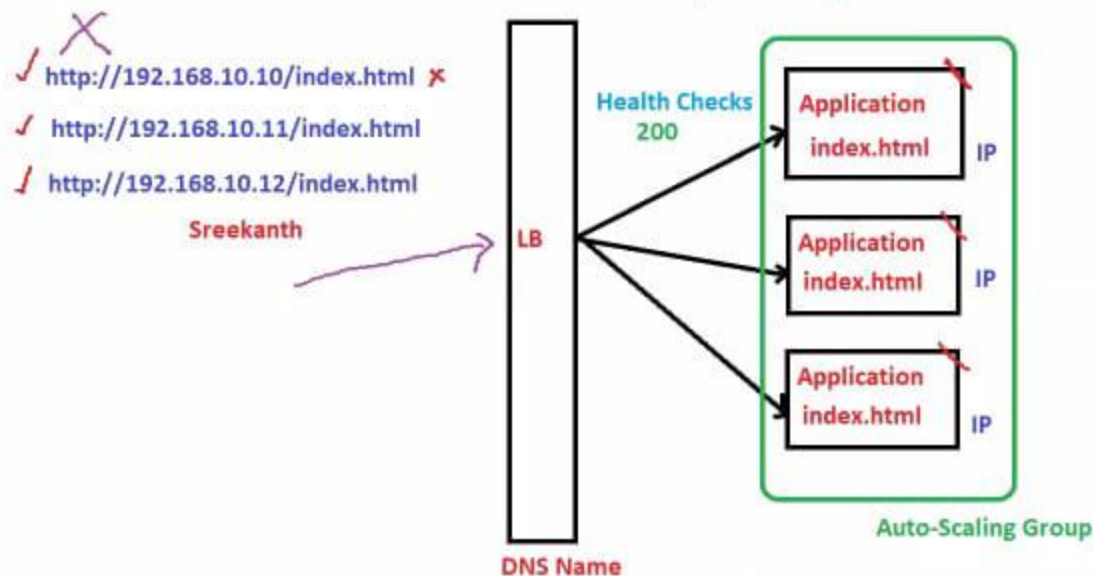 http://192.168.10.10/index.html
http://192.168.10.11/index.html
http://192.168.10.12/index.html
Sreekanth
LB
DNS Name
Health Checks
200
Application
index.html
IP
Application
index.html
IP
Application
index.html
IP
Auto-Scaling Group